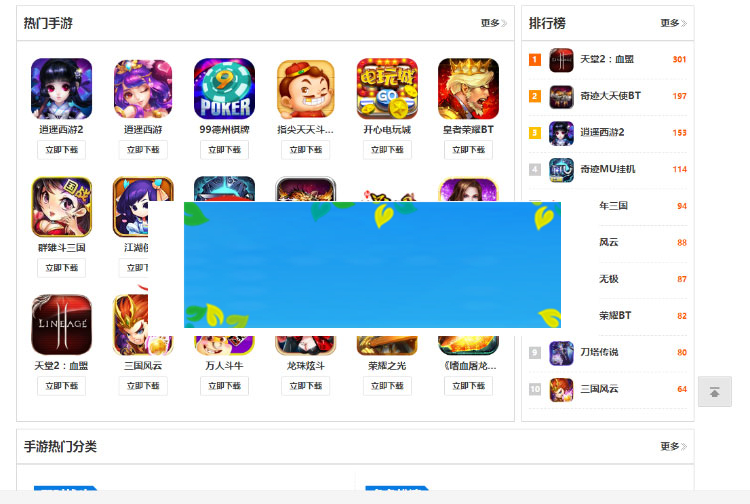 热门手游
更多
逍遥西游2
逍遥西游
99德州棋牌
指尖天天斗...
开心电玩城
皇者荣耀BT
立即下载
立即下载
立即下载
立即下载
立即下载
立即下载
群雄斗三国
江湖侠
立即下载
立即下
天堂2：血盟
三国风云
万人斗牛
龙珠炫斗
荣耀之光
《嗜血屠龙...
立即下载
立即下载
立即下载
立即下载
立即下载
立即下载
9
POKER
电玩城
GO
国战
LINEAGE
排行榜
更多
1 天堂2：血盟 301
2 奇迹大天使BT 197
3 逍遥西游2 153
4 奇迹MU挂机 114
年三国 94
风云 88
无极 87
荣耀BT 82
9 刀塔传说 80
10 三国风云 64
手游热门分类
更多